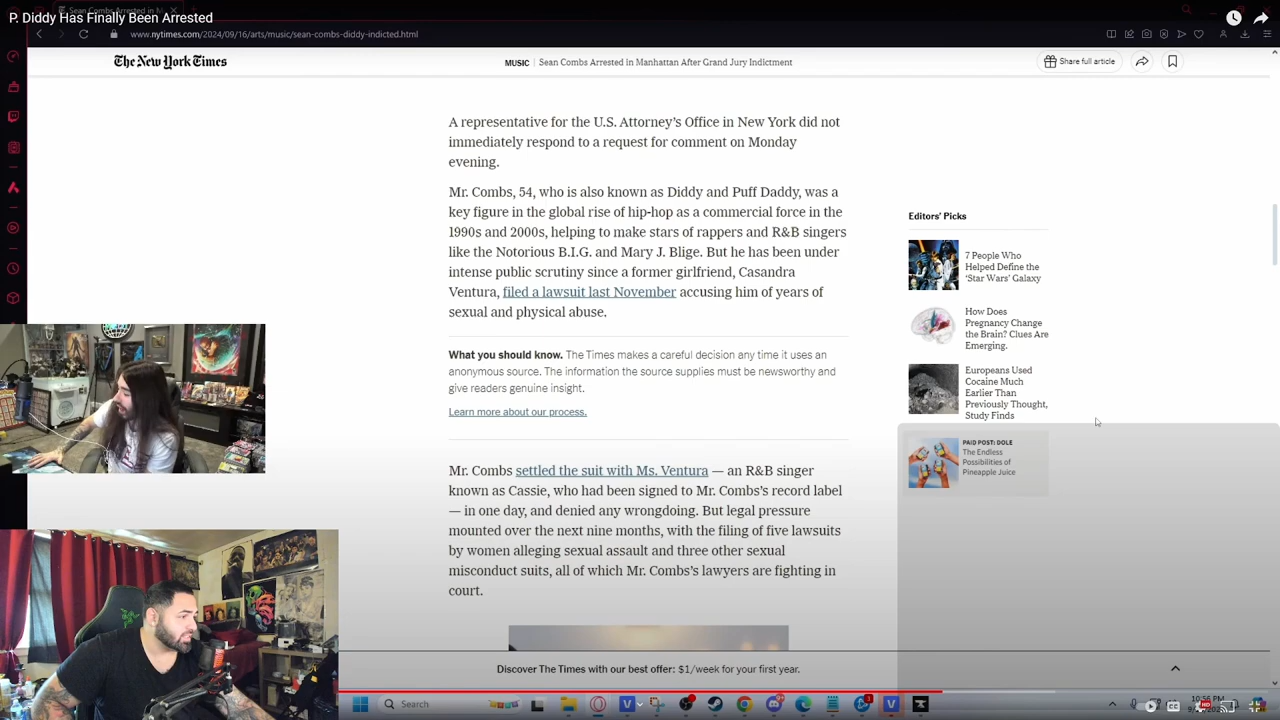 P. Diddy Has Finally Been Arrested
www.nytimes.com/2024/09/16/arts/music/sean-combs-diddy-indicted.html
The New York Times
MUSIC | Sean Combs Arrested in Manhattan After Grand Jury Indictment
Share full article
A representative for the U.S. Attorney’s Office in New York did not
immediately respond to a request for comment on Monday
evening.
Mr. Combs, 54, who is also known as Diddy and Puff Daddy, was a
key figure in the global rise of hip-hop as a commercial force in the
1990s and 2000s, helping to make stars of rappers and R&B singers
like the Notorious B.I.G. and Mary J. Blige. But he has been under
intense public scrutiny since a former girlfriend, Casandra
Ventura, filed a lawsuit last November accusing him of years of
sexual and physical abuse.
What you should know. The Times makes a careful decision any time it uses an
anonymous source. The information the source supplies must be newsworthy and
give readers genuine insight.
Learn more about our process.
Mr. Combs settled the suit with Ms. Ventura — an R&B singer
known as Cassie, who had been signed to Mr. Combs’s record label
— in one day, and denied any wrongdoing. But legal pressure
mounted over the next nine months, with the filing of five lawsuits
by women alleging sexual assault and three other sexual
misconduct suits, all of which Mr. Combs’s lawyers are fighting in
court.
Editors’ Picks
7 People Who
Helped Define the
‘Star Wars’ Galaxy
How Does
Pregnancy Change
the Brain? Clues Are
Emerging.
Europeans Used
Cocaine Much
Earlier Than
Previously Thought,
Study Finds
PAID POST: DOLE
The Endless
Possibilities of
Pineapple Juice
Discover The Times with our best offer: $1/week for your first year.
Search
10:56 PM